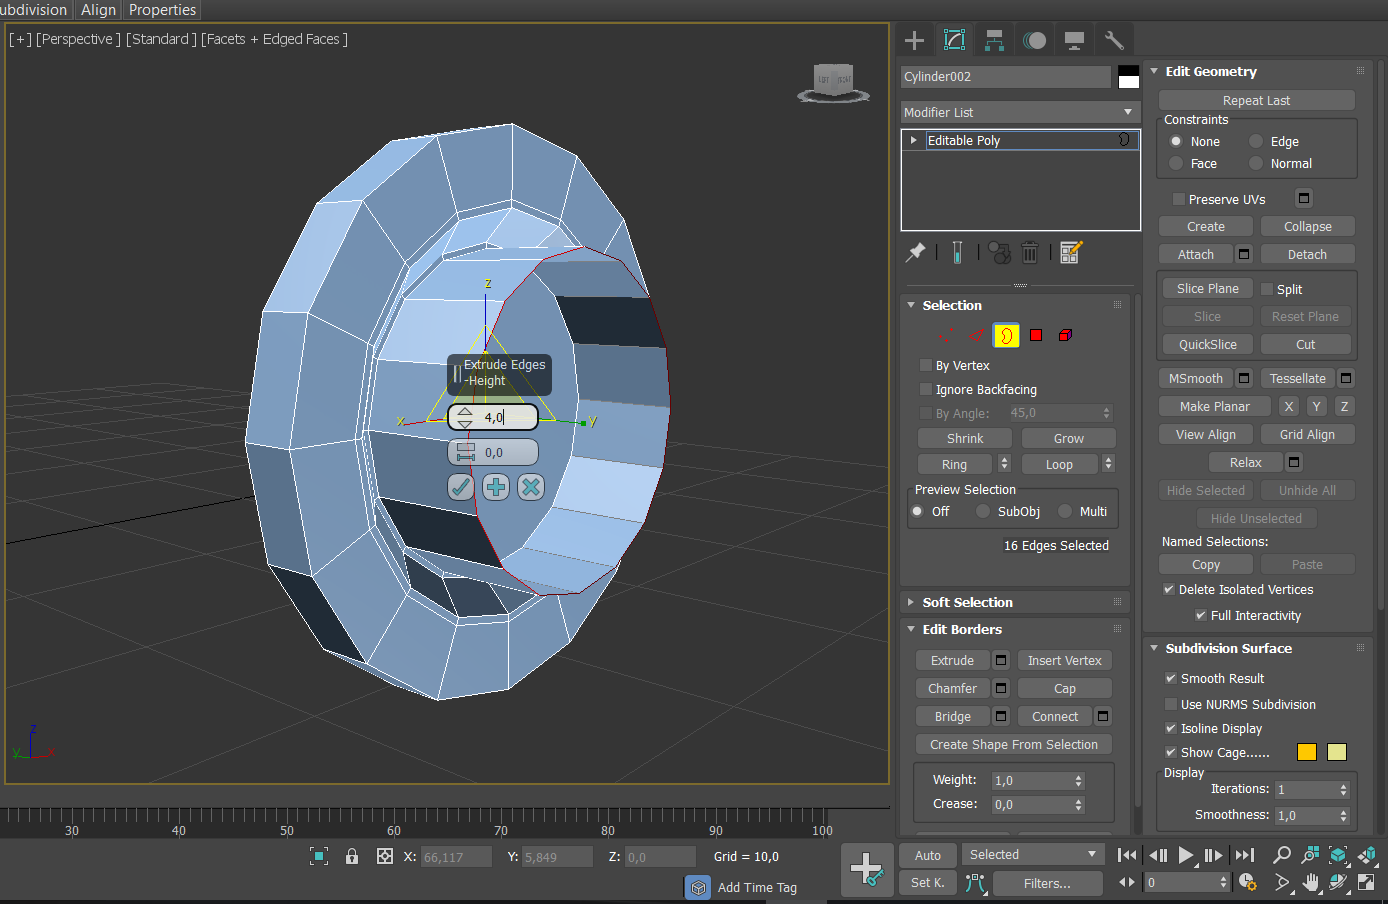 ubdivision Align Properties
[ + ] [Perspective ] [Standard ] [Facets + Edged Faces ]
z
Extrude Edges
-Height
4,0
0,0
x
y
z
y
x
30 40 50 60 70 80 90 100
X: 66,117 Y: 5,849 Z: 0,0 Grid = 10,0
Add Time Tag
Auto Selected
Set K. Filters... 0
Cylinder002
Modifier List
Editable Poly
Selection
By Vertex
Ignore Backfacing
By Angle: 45,0
Shrink Grow
Ring Loop
Preview Selection
Off SubObj Multi
16 Edges Selected
Soft Selection
Edit Borders
Extrude Insert Vertex
Chamfer Cap
Bridge Connect
Create Shape From Selection
Weight: 1,0
Crease: 0,0
Edit Geometry
Repeat Last
Constraints
None Edge
Face Normal
Preserve UVs
Create Collapse
Attach Detach
Slice Plane Split
Slice Reset Plane
QuickSlice Cut
MSmooth Tessellate
Make Planar X Y Z
View Align Grid Align
Relax
Hide Selected Unhide All
Hide Unselected
Named Selections:
Copy Paste
Delete Isolated Vertices
Full Interactivity
Subdivision Surface
Smooth Result
Use NURMS Subdivision
Isoline Display
Show Cage......
Display
Iterations: 1
Smoothness: 1,0